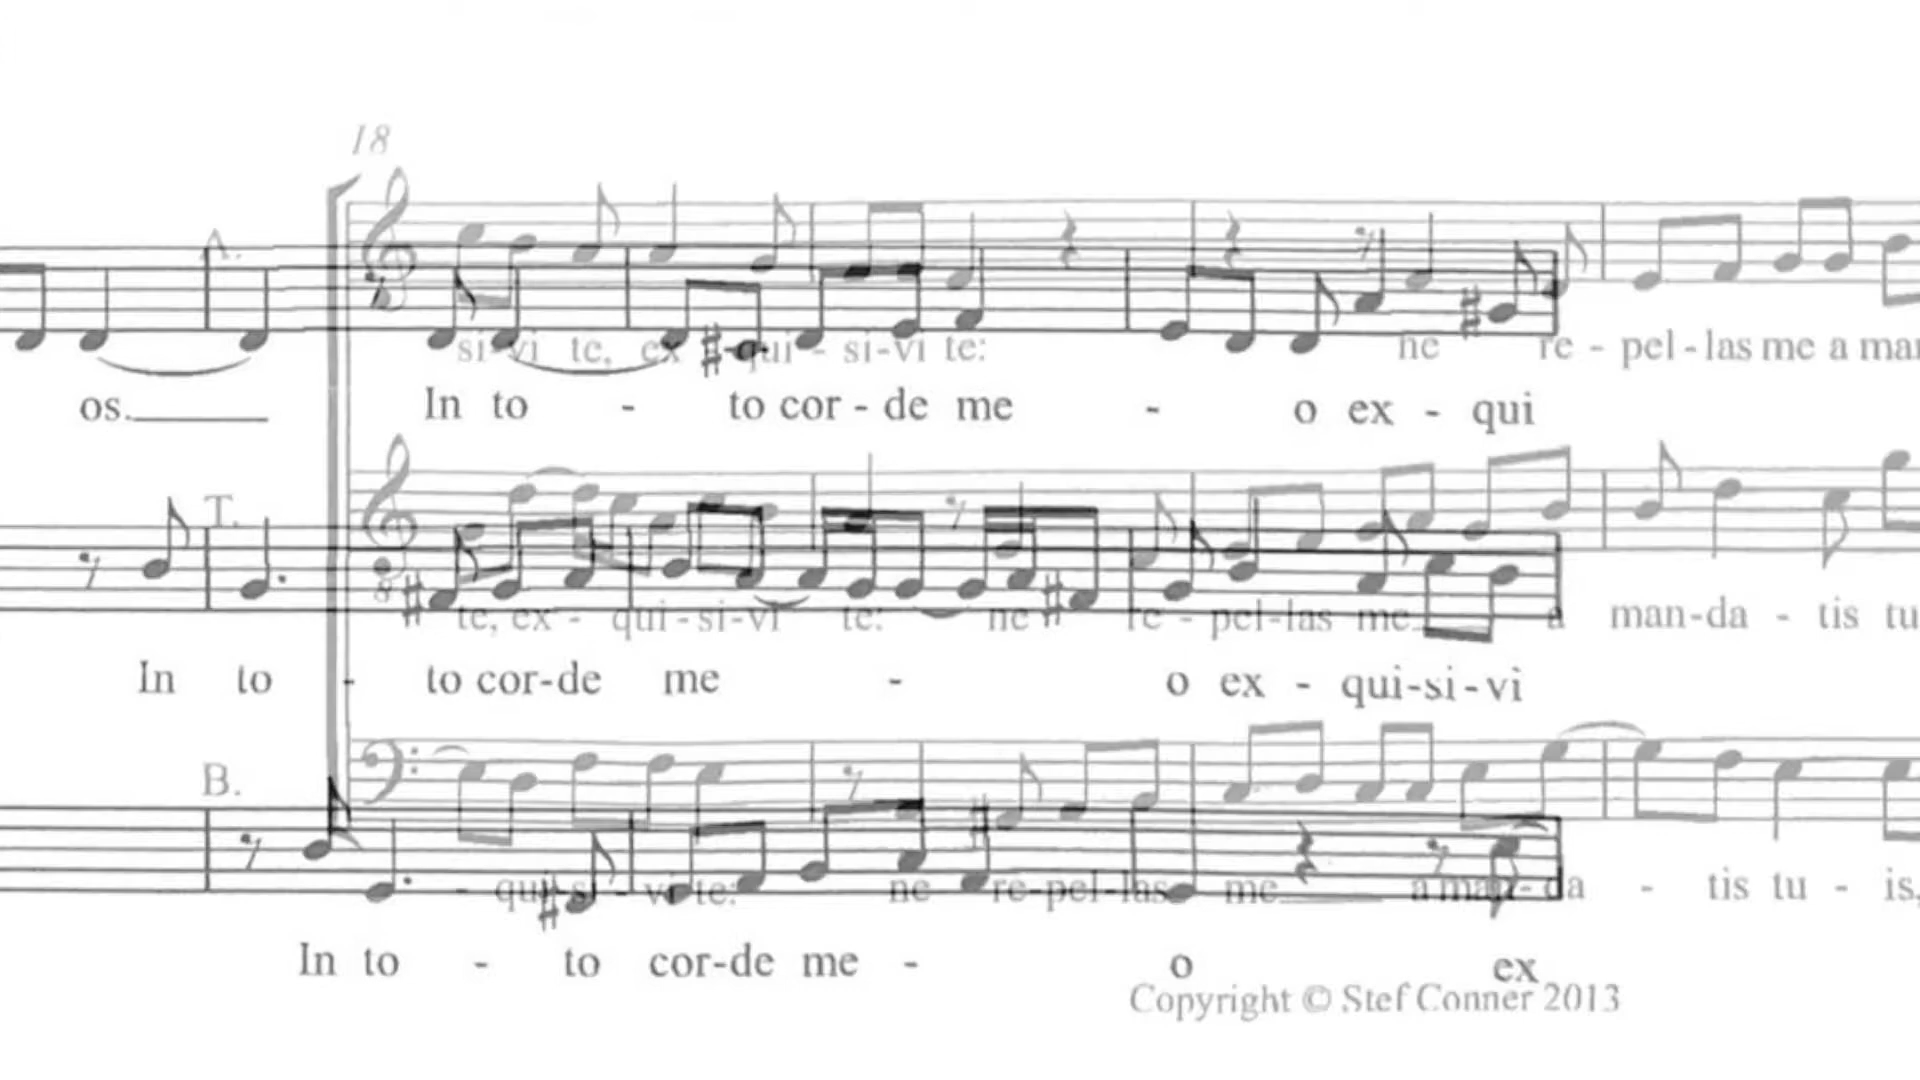 18
A.
si-vi te, ex - qui - si-vi te: ne re - pel - las me a man
os. In to - to cor - de me - o ex - qui
T.
te, ex - qui - si-vi te: ne re - pel-las me a man-da - tis tu
In to - to cor-de me - o ex - qui-si-vi
B.
- qui-si - vi te: ne re-pel-las me a man-da - tis tu - is,
In to - to cor-de me - o ex
Copyright © Stef Conner 2013
8